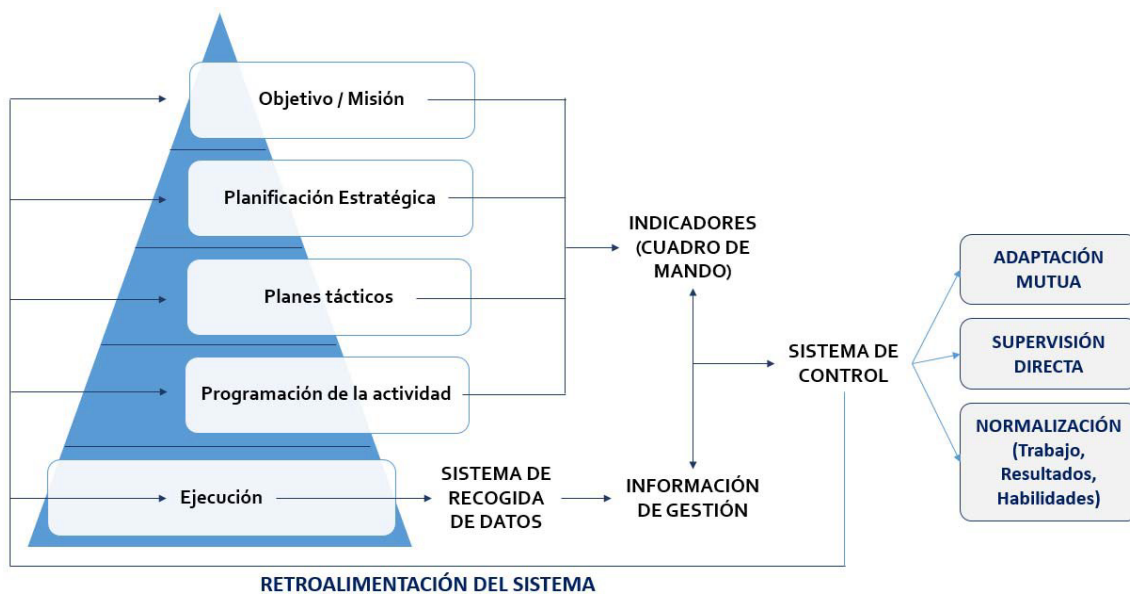 Objetivo / Misión
Planificación Estratégica
Planes tácticos
Programación de la actividad
Ejecución
SISTEMA DE
RECOGIDA
DE DATOS
INDICADORES
(CUADRO DE
MANDO)
INFORMACIÓN
DE GESTIÓN
SISTEMA DE
CONTROL
ADAPTACIÓN
MUTUA
SUPERVISIÓN
DIRECTA
NORMALIZACIÓN
(Trabajo,
Resultados,
Habilidades)
RETROALIMENTACIÓN DEL SISTEMA